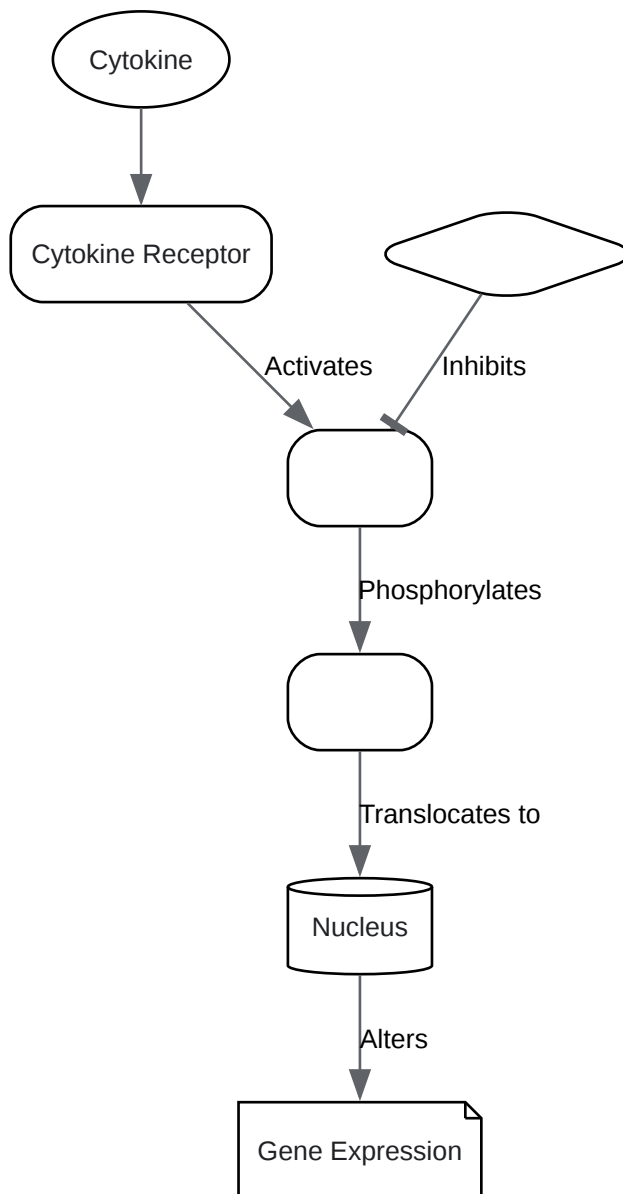 Cytokine
Cytokine Receptor
Activates
Inhibits
Phosphorylates
Translocates to
Nucleus
Alters
Gene Expression